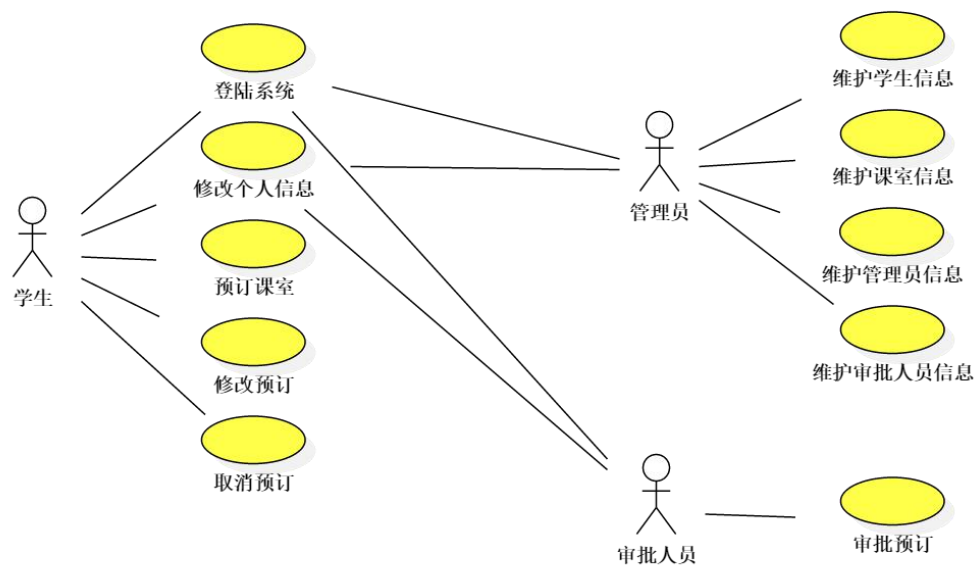 登陆系统
修改个人信息
预订课室
修改预订
取消预订
学生
管理员
审批人员
维护学生信息
维护课室信息
维护管理员信息
维护审批人员信息
审批预订